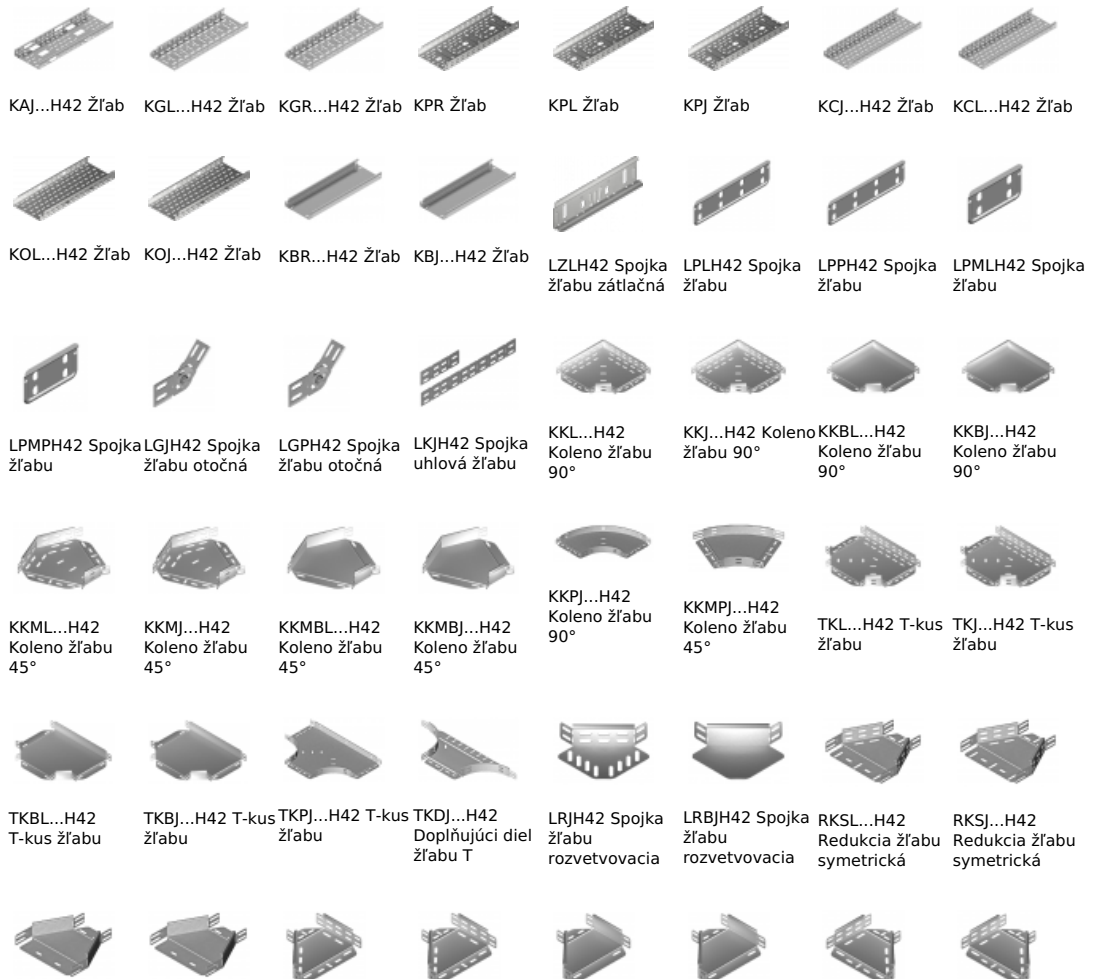 KAJ...H42 Žľab
KGL...H42 Žľab
KGR...H42 Žľab
KPR Žľab
KPL Žľab
KPJ Žľab
KCJ...H42 Žľab
KCL...H42 Žľab
KOL...H42 Žľab
KOJ...H42 Žľab
KBR...H42 Žľab
KBJ...H42 Žľab
LZLH42 Spojka
žľabu zátlačná
LPLH42 Spojka
žľabu
LPPH42 Spojka
žľabu
LPMLH42 Spojka
žľabu
LPMPH42 Spojka
žľabu
LGJH42 Spojka
žľabu otočná
LGPH42 Spojka
žľabu otočná
LKJH42 Spojka
uhlová žľabu
KKL...H42
Koleno žľabu
90°
KKJ...H42 Koleno
žľabu 90°
KKBL...H42
Koleno žľabu
90°
KKBJ...H42
Koleno žľabu
90°
KKML...H42
Koleno žľabu
45°
KKMJ...H42
Koleno žľabu
45°
KKMBL...H42
Koleno žľabu
45°
KKMBJ...H42
Koleno žľabu
45°
KKPJ...H42
Koleno žľabu
90°
KKMPJ...H42
Koleno žľabu
45°
TKL...H42 T-kus
žľabu
TKJ...H42 T-kus
žľabu
TKBL...H42
T-kus žľabu
TKBJ...H42 T-kus
žľabu
TKPJ...H42 T-kus
žľabu
TKDJ...H42
Doplňujúci diel
žľabu T
LRJH42 Spojka
žľabu
rozvetvovacia
LRBJH42 Spojka
žľabu
rozvetvovacia
RKSL...H42
Redukcia žľabu
symetrická
RKSJ...H42
Redukcia žľabu
symetrická